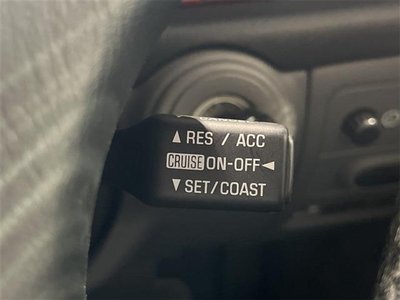 ▲ RES / ACC
CRUISE ON-OFF ◄
▼ SET/COAST